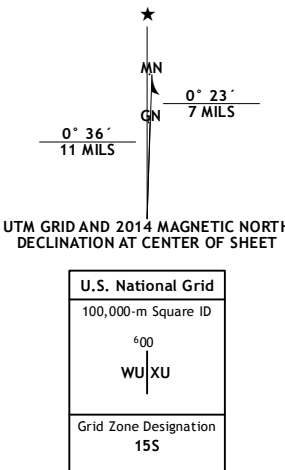 MN
0° 23´
7 MILS
GN
0° 36´
11 MILS
UTM GRID AND 2014 MAGNETIC NORTH
DECLINATION AT CENTER OF SHEET
U.S. National Grid
100,000-m Square ID
⁶00
WU XU
Grid Zone Designation
15S